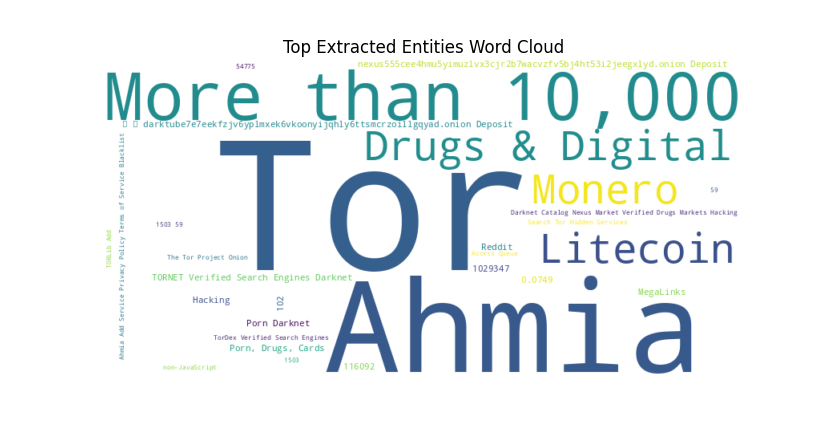 Top Extracted Entities Word Cloud
54775
nexus555cee4hmu5yimuzlvx3cjr2b7wacvzfv5bj4ht53i2jeegxlyd.onion Deposit
More than 10,000
darktube7e7eekfzjv6yplmxek6vkoonyijqhly6ttsmcrzoillgqyad.onion Deposit
Drugs & Digital
Tor
Monero
59
Darknet Catalog Nexus Market Verified Drugs Markets Hacking
Search Tor Hidden Services
1503 59
Reddit
Access Queue
Litecoin
The Tor Project Onion
1029347
TORNET Verified Search Engines Darknet
0.0749
Ahmia
MegaLinks
Hacking
102
Porn Darknet
TorDex Verified Search Engines
Porn, Drugs, Cards
1503
116092
non-JavaScript
TORLib Add
Ahmia Add Service Privacy Policy Terms of Service Blacklist